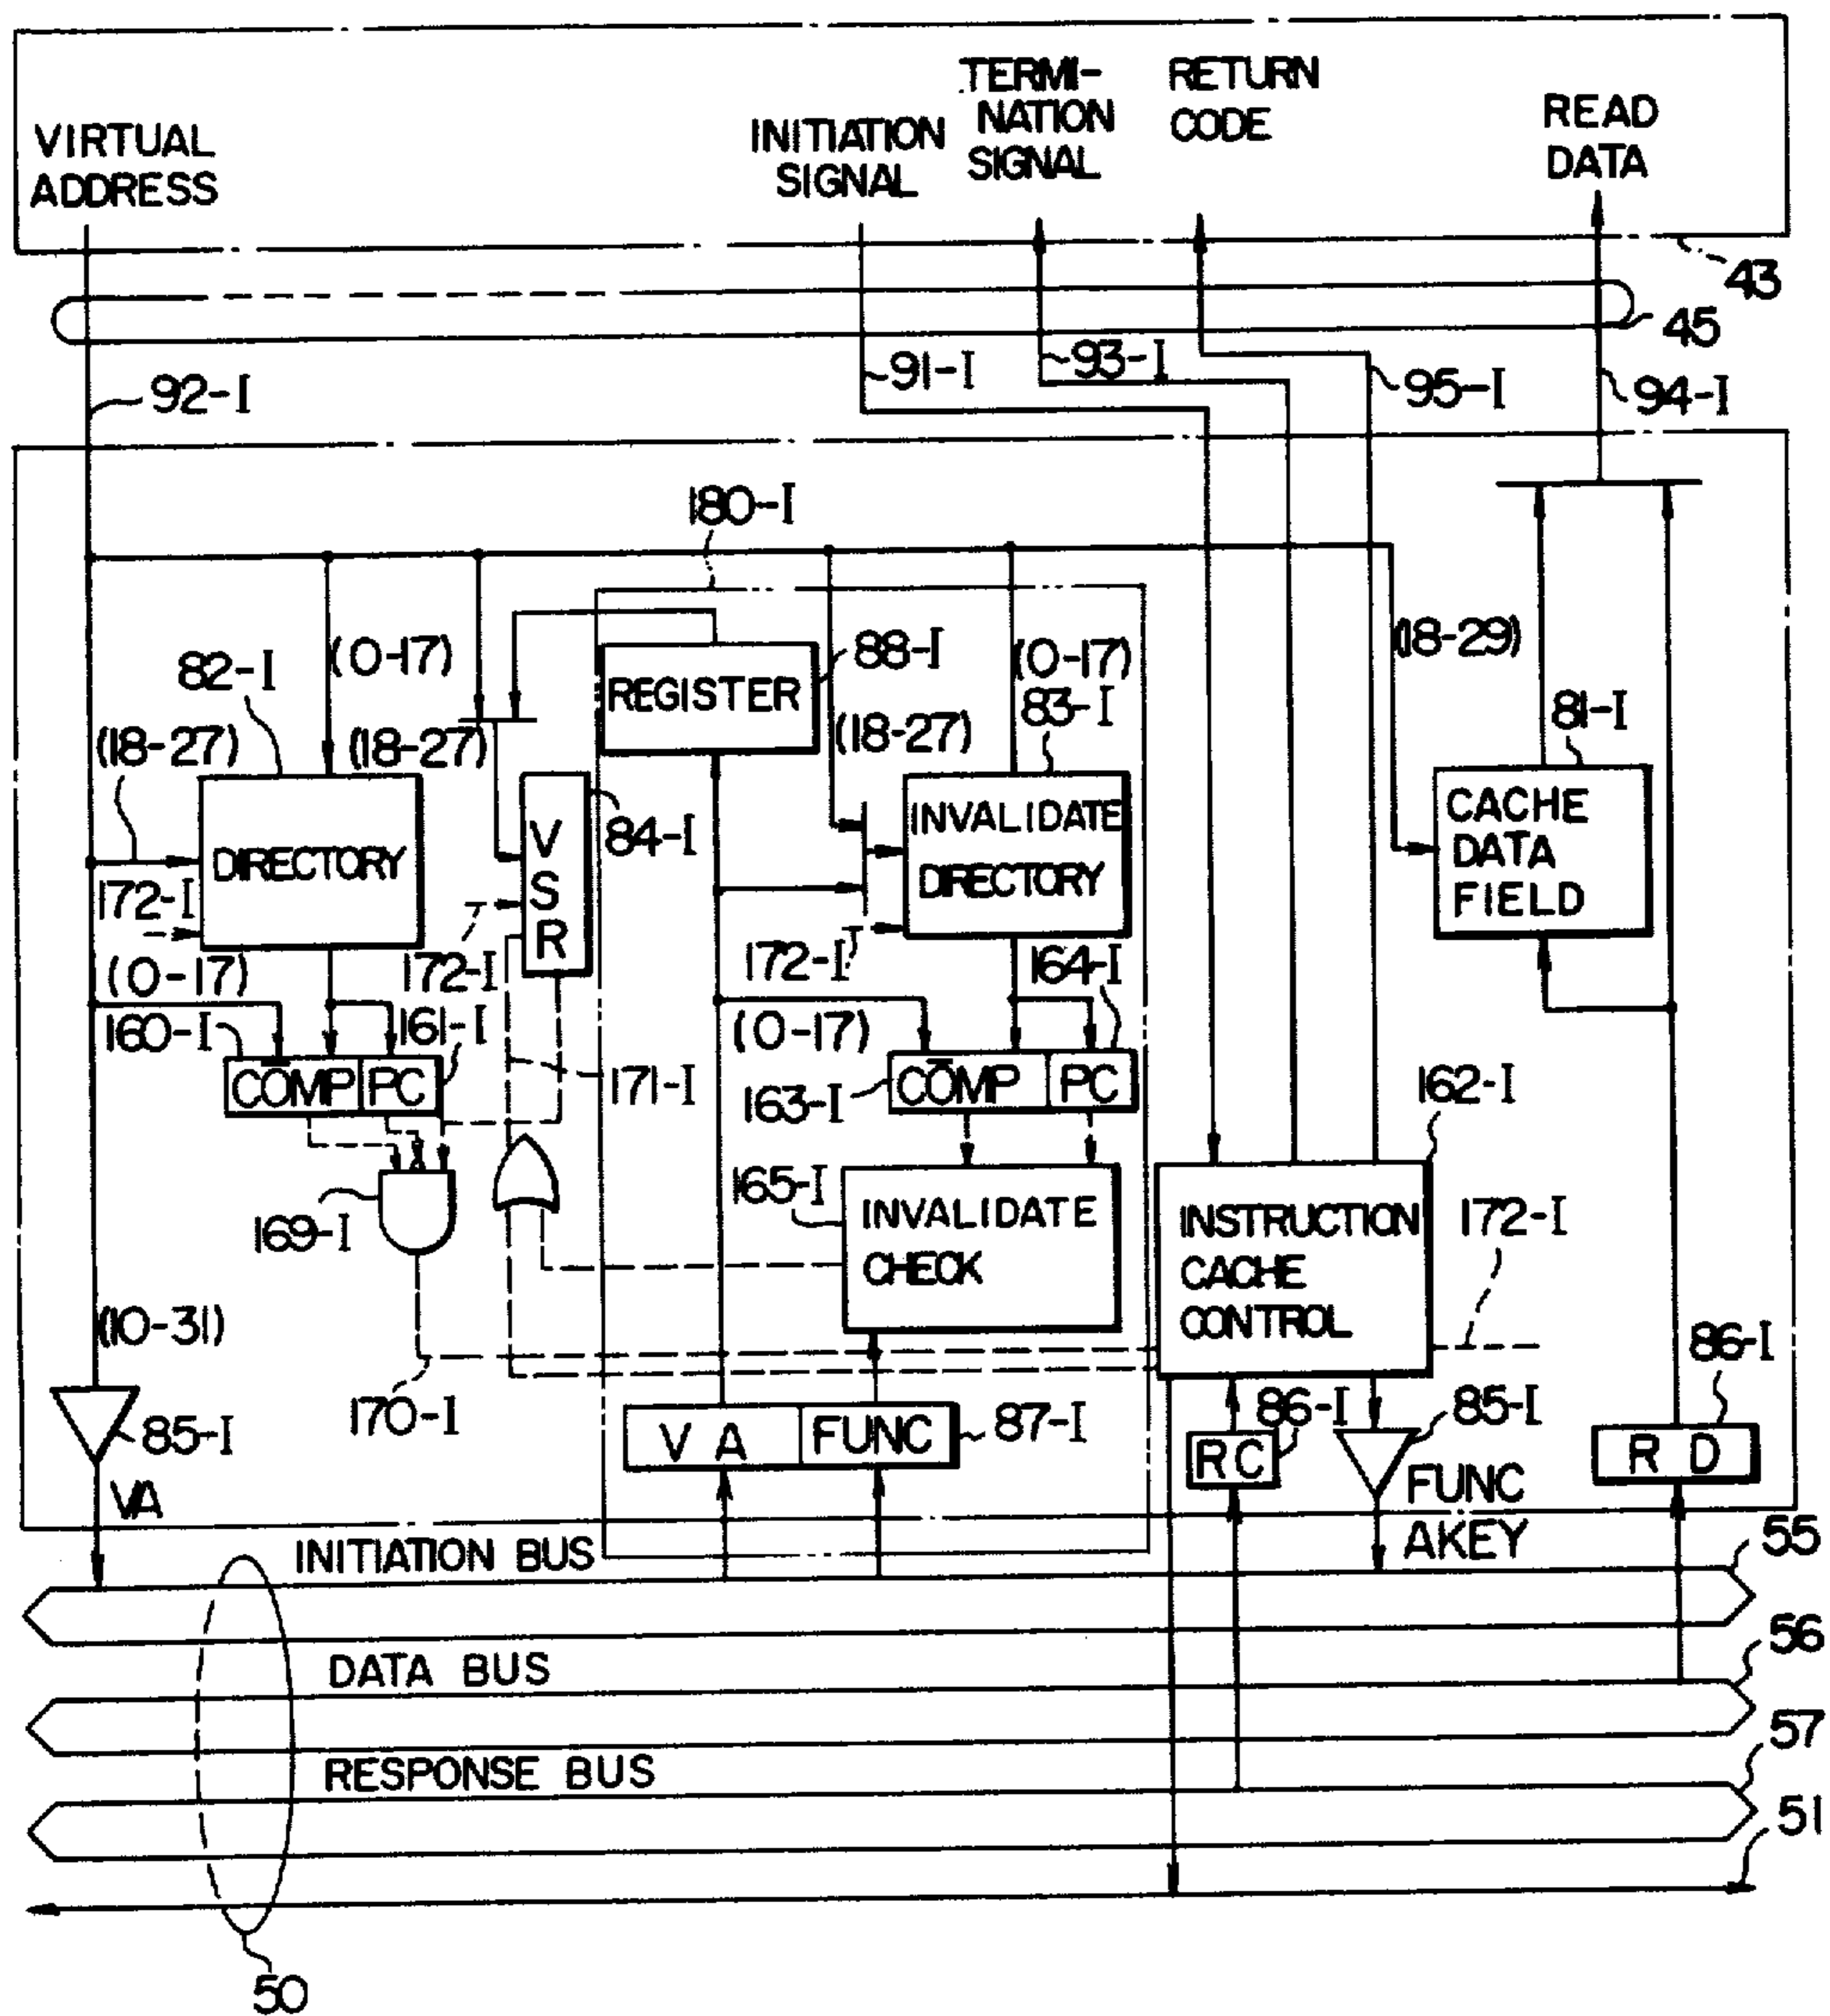 VIRTUAL
ADDRESS
INITIATION
SIGNAL
TERMI-
NATION
SIGNAL
RETURN
CODE
READ
DATA
43
45
92-I
91-I
93-I
95-I
94-I
180-I
82-I
(0-17)
88-I
(0-17)
(18-29)
REGISTER
83-I
81-I
(18-27)
(18-27)
(18-27)
DIRECTORY
VSR
84-I
INVALIDATE
DIRECTORY
CACHE
DATA
FIELD
172-I
172-I
172-I
164-I
(0-17)
160-I
161-I
(0-17)
COMP
PC
171-I
163-I
COMP
PC
162-I
169-I
165-I
INVALIDATE
CHECK
INSTRUCTION
CACHE
CONTROL
172-I
(10-31)
170-I
85-I
VA
FUNC
87-I
86-I
RC
85-I
86-I
RD
VA
FUNC
AKEY
INITIATION BUS
55
DATA BUS
56
RESPONSE BUS
57
51
50